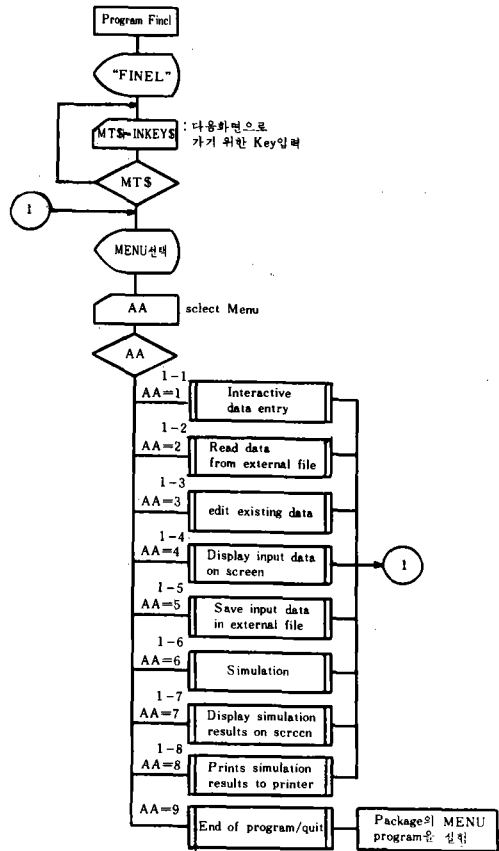 Program Finel
"FINEL"
MT$=INKEY$
: 다음화면으로
가기 위한 Key입력
MT$
1
MENU선택
AA
select Menu
AA
1-1
AA=1
Interactive
data entry
1-2
AA=2
Read data
from external file
1-3
AA=3
edit existing data
1-4
AA=4
Display input data
on screen
1
1-5
AA=5
Save input data
in external file
1-6
AA=6
Simulation
1-7
AA=7
Display simulation
results on screen
1-8
AA=8
Prints simulation
results to printer
AA=9
End of program/quit
Package의 MENU
program을 실행